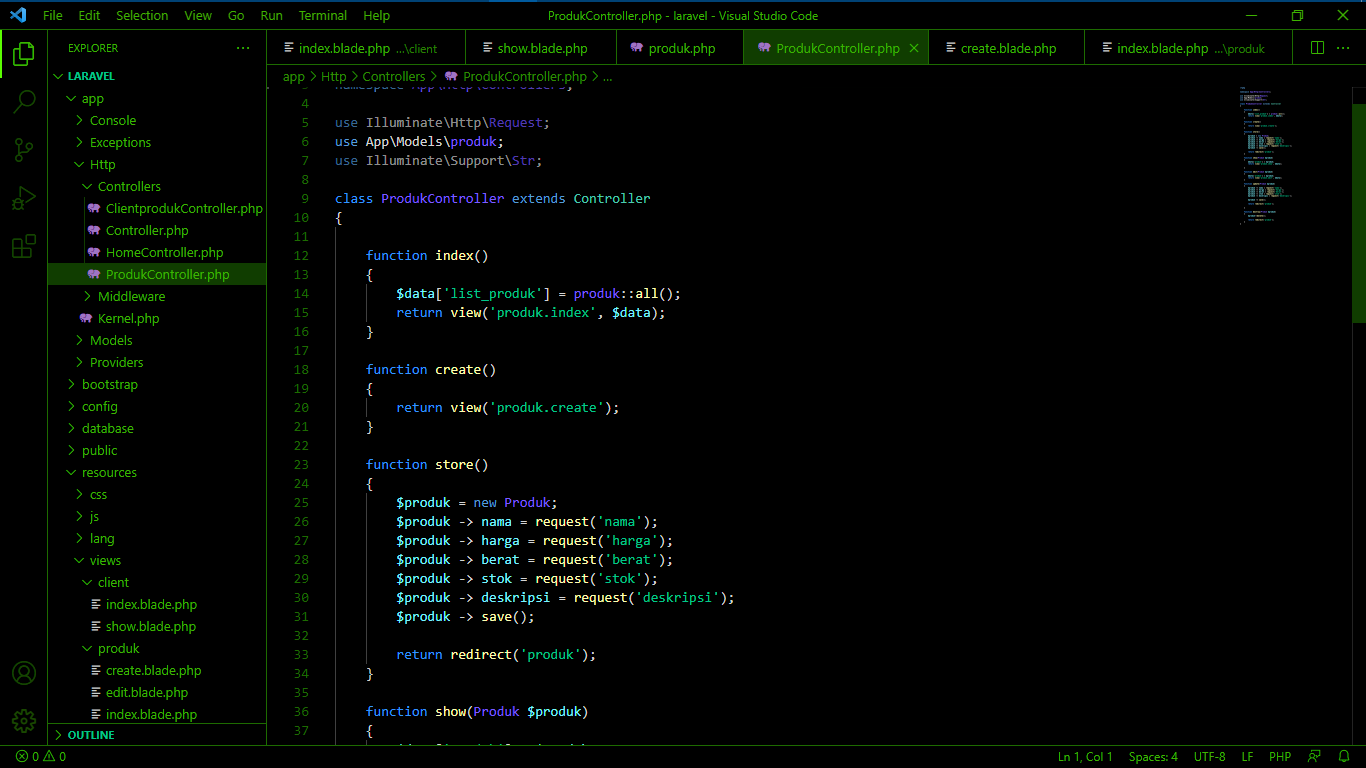 File Edit Selection View Go Run Terminal Help ProdukController.php - laravel - Visual Studio Code
EXPLORER ...
LARAVEL
app
Console
Exceptions
Http
Controllers
ClientprodukController.php
Controller.php
HomeController.php
ProdukController.php
Middleware
Kernel.php
Models
Providers
bootstrap
config
database
public
resources
css
js
lang
views
client
index.blade.php
show.blade.php
produk
create.blade.php
edit.blade.php
index.blade.php
OUTLINE
index.blade.php ...\client show.blade.php produk.php ProdukController.php create.blade.php index.blade.php ...\produk ...
app > Http > Controllers > ProdukController.php > ...
3 namespace App\Http\Controllers;
4
5 use Illuminate\Http\Request;
6 use App\Models\produk;
7 use Illuminate\Support\Str;
8
9 class ProdukController extends Controller
10 {
11
12 function index()
13 {
14 $data['list_produk'] = produk::all();
15 return view('produk.index', $data);
16 }
17
18 function create()
19 {
20 return view('produk.create');
21 }
22
23 function store()
24 {
25 $produk = new Produk;
26 $produk -> nama = request('nama');
27 $produk -> harga = request('harga');
28 $produk -> berat = request('berat');
29 $produk -> stok = request('stok');
30 $produk -> deskripsi = request('deskripsi');
31 $produk -> save();
32
33 return redirect('produk');
34 }
35
36 function show(Produk $produk)
37 {
0 0 Ln 1, Col 1 Spaces: 4 UTF-8 LF PHP